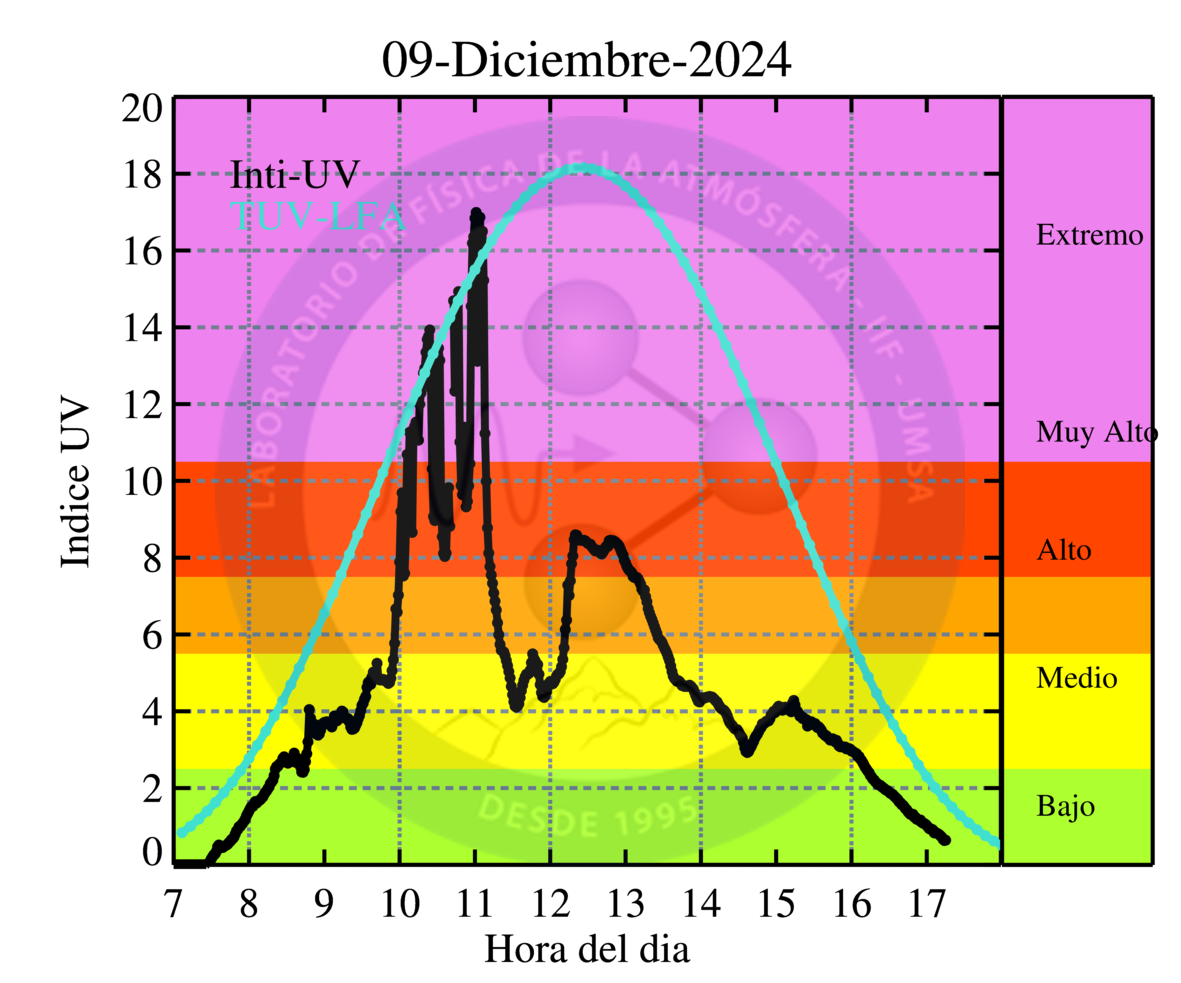 09-Diciembre-2024
20
18
16
14
12
10
8
6
4
2
0
Indice UV
Inti-UV
TUV-LFA
LABORATORIO DE FÍSICA DE LA ATMÓSFERA - IIF - UMSA
DESDE 1995
Extremo
Muy Alto
Alto
Medio
Bajo
7 8 9 10 11 12 13 14 15 16 17
Hora del dia